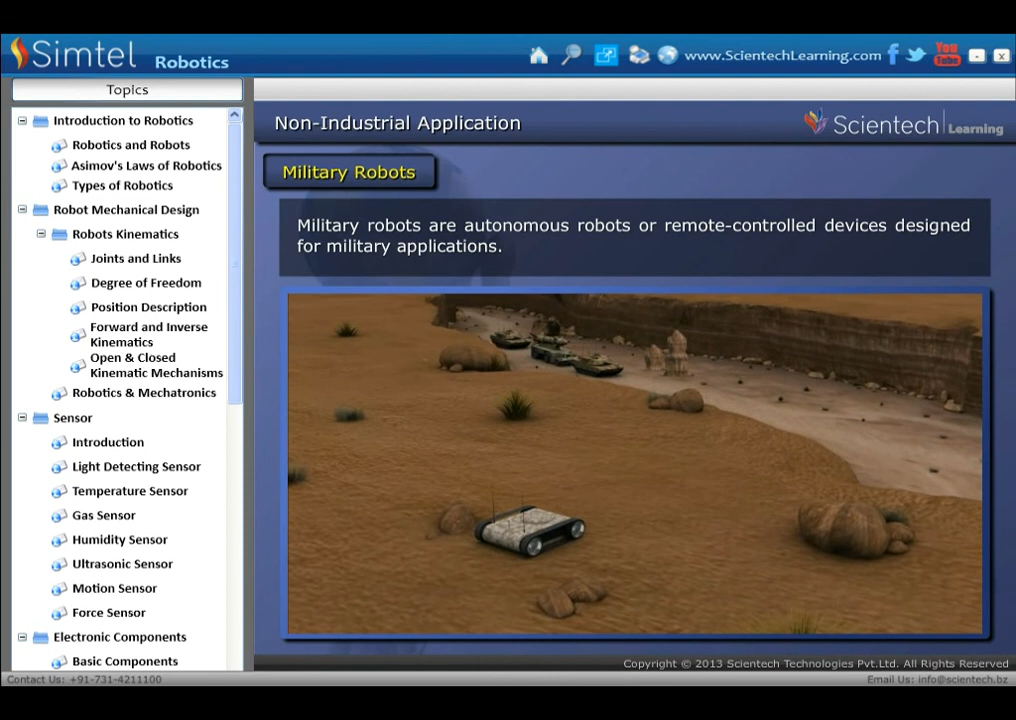 Simtel Robotics
www.ScientechLearning.com
You
Tube
Topics
Introduction to Robotics
Robotics and Robots
Asimov's Laws of Robotics
Types of Robotics
Robot Mechanical Design
Robots Kinematics
Joints and Links
Degree of Freedom
Position Description
Forward and Inverse
Kinematics
Open & Closed
Kinematic Mechanisms
Robotics & Mechatronics
Sensor
Introduction
Light Detecting Sensor
Temperature Sensor
Gas Sensor
Humidity Sensor
Ultrasonic Sensor
Motion Sensor
Force Sensor
Electronic Components
Basic Components
Non-Industrial Application
Scientech Learning
Military Robots
Military robots are autonomous robots or remote-controlled devices designed
for military applications.
Copyright © 2013 Scientech Technologies Pvt.Ltd. All Rights Reserved
Contact Us: +91-731-4211100
Email Us: info@scientech.bz